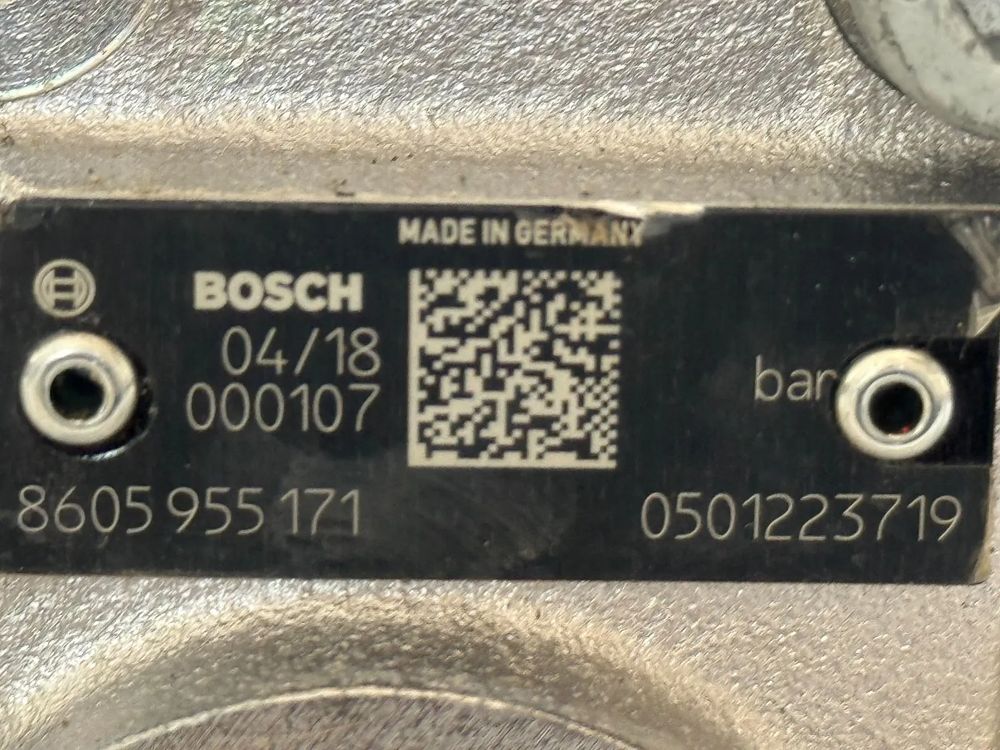 MADE IN GERMANY
BOSCH
04/18
000107
bar
8605 955 171
0501223719